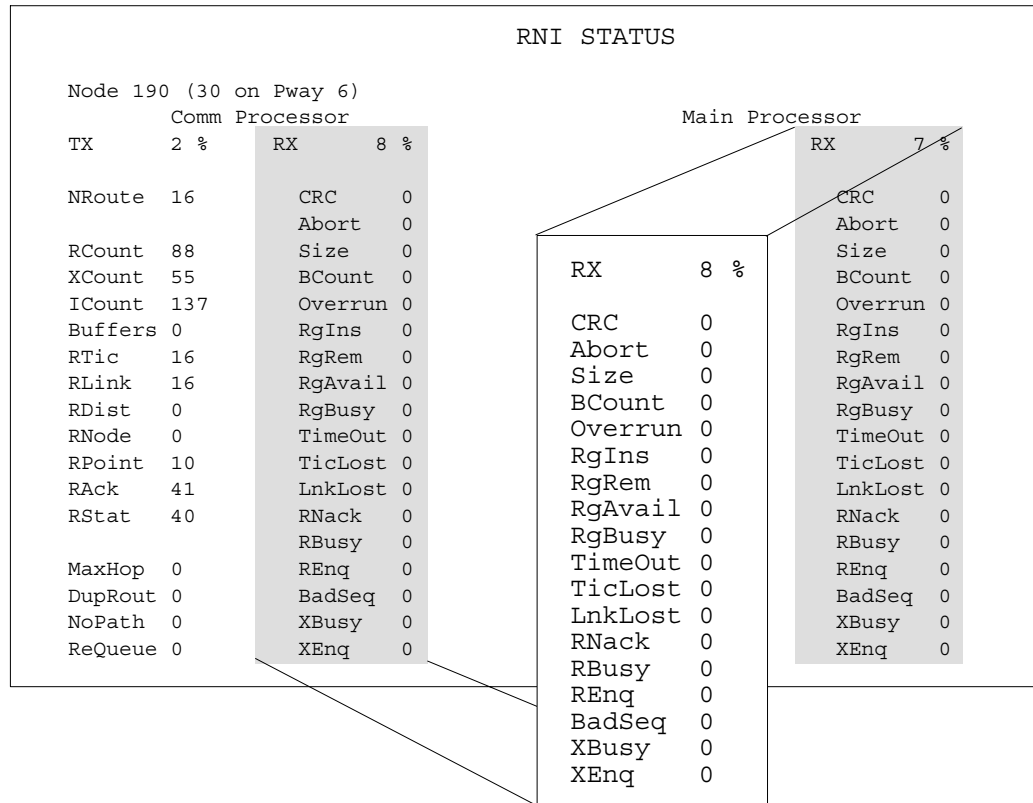 RNI STATUS
Node 190 (30 on Pway 6)
Comm Processor Main Processor
TX 2 % RX 8 % RX 7 %
NRoute 16 CRC 0 CRC 0
Abort 0 Abort 0
RCount 88 Size 0 Size 0
XCount 55 BCount 0 BCount 0
ICount 137 Overrun 0 Overrun 0
Buffers 0 RgIns 0 RgIns 0
RTic 16 RgRem 0 RgRem 0
RLink 16 RgAvail 0 RgAvail 0
RDist 0 RgBusy 0 RgBusy 0
RNode 0 TimeOut 0 TimeOut 0
RPoint 10 TicLost 0 TicLost 0
RAck 41 LnkLost 0 LnkLost 0
RStat 40 RNack 0 RNack 0
RBusy 0 RBusy 0
MaxHop 0 REnq 0 REnq 0
DupRout 0 BadSeq 0 BadSeq 0
NoPath 0 XBusy 0 XBusy 0
ReQueue 0 XEnq 0 XEnq 0
RX 8 %
CRC 0
Abort 0
Size 0
BCount 0
Overrun 0
RgIns 0
RgRem 0
RgAvail 0
RgBusy 0
TimeOut 0
TicLost 0
LnkLost 0
RNack 0
RBusy 0
REnq 0
BadSeq 0
XBusy 0
XEnq 0